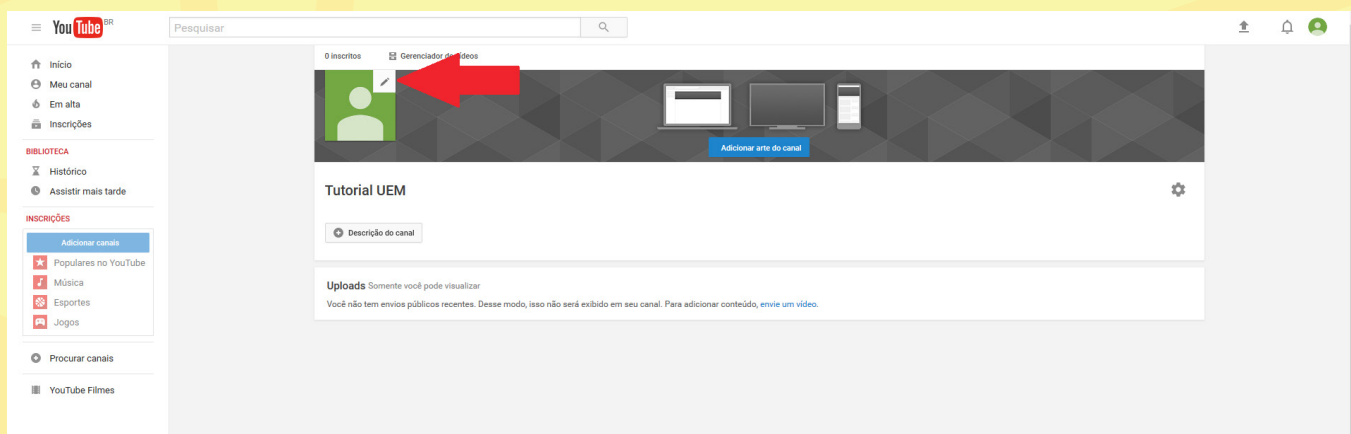 YouTube BR
Pesquisar
Início
Meu canal
Em alta
Inscrições
BIBLIOTECA
Histórico
Assistir mais tarde
INSCRIÇÕES
Adicionar canais
Populares no YouTube
Música
Esportes
Jogos
Procurar canais
YouTube Filmes
0 inscritos Gerenciador de vídeos
Adicionar arte do canal
Tutorial UEM
Descrição do canal
Uploads Somente você pode visualizar
Você não tem envios públicos recentes. Desse modo, isso não será exibido em seu canal. Para adicionar conteúdo, envie um vídeo.